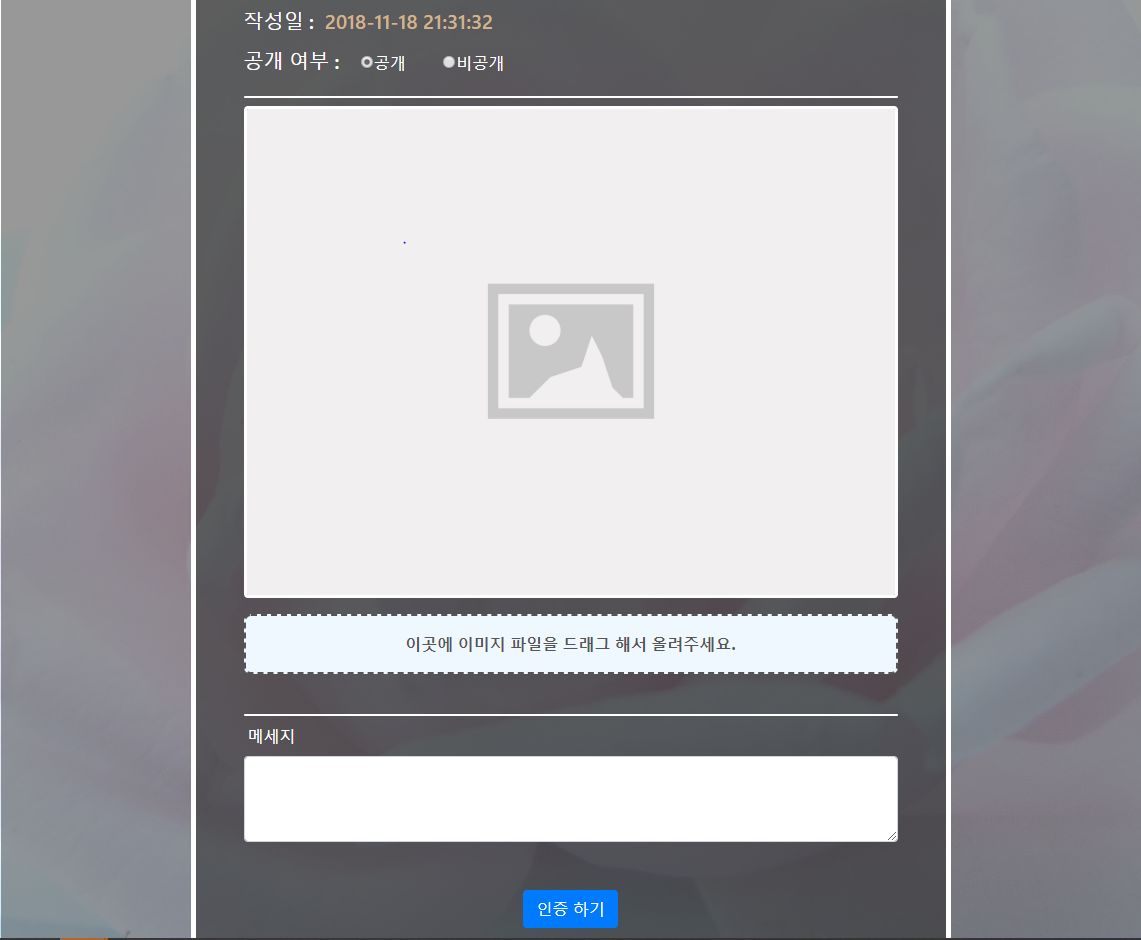 작성일 : 2018-11-18 21:31:32
공개 여부 : 공개 비공개
이곳에 이미지 파일을 드래그 해서 올려주세요.
메세지
인증 하기